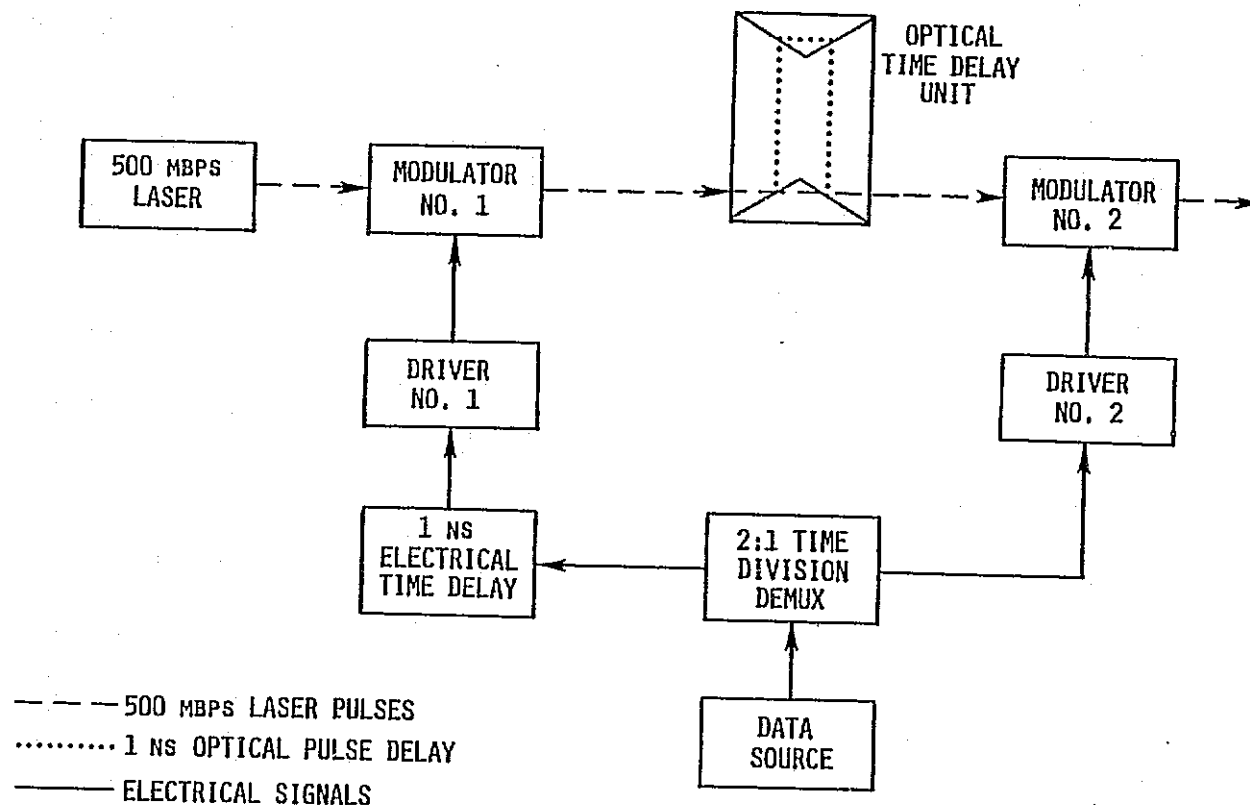 OPTICAL
TIME DELAY
UNIT
500 MBPS
LASER
MODULATOR
NO. 1
MODULATOR
NO. 2
DRIVER
NO. 1
DRIVER
NO. 2
1 NS
ELECTRICAL
TIME DELAY
2:1 TIME
DIVISION
DEMUX
DATA
SOURCE
500 MBPS LASER PULSES
1 NS OPTICAL PULSE DELAY
ELECTRICAL SIGNALS